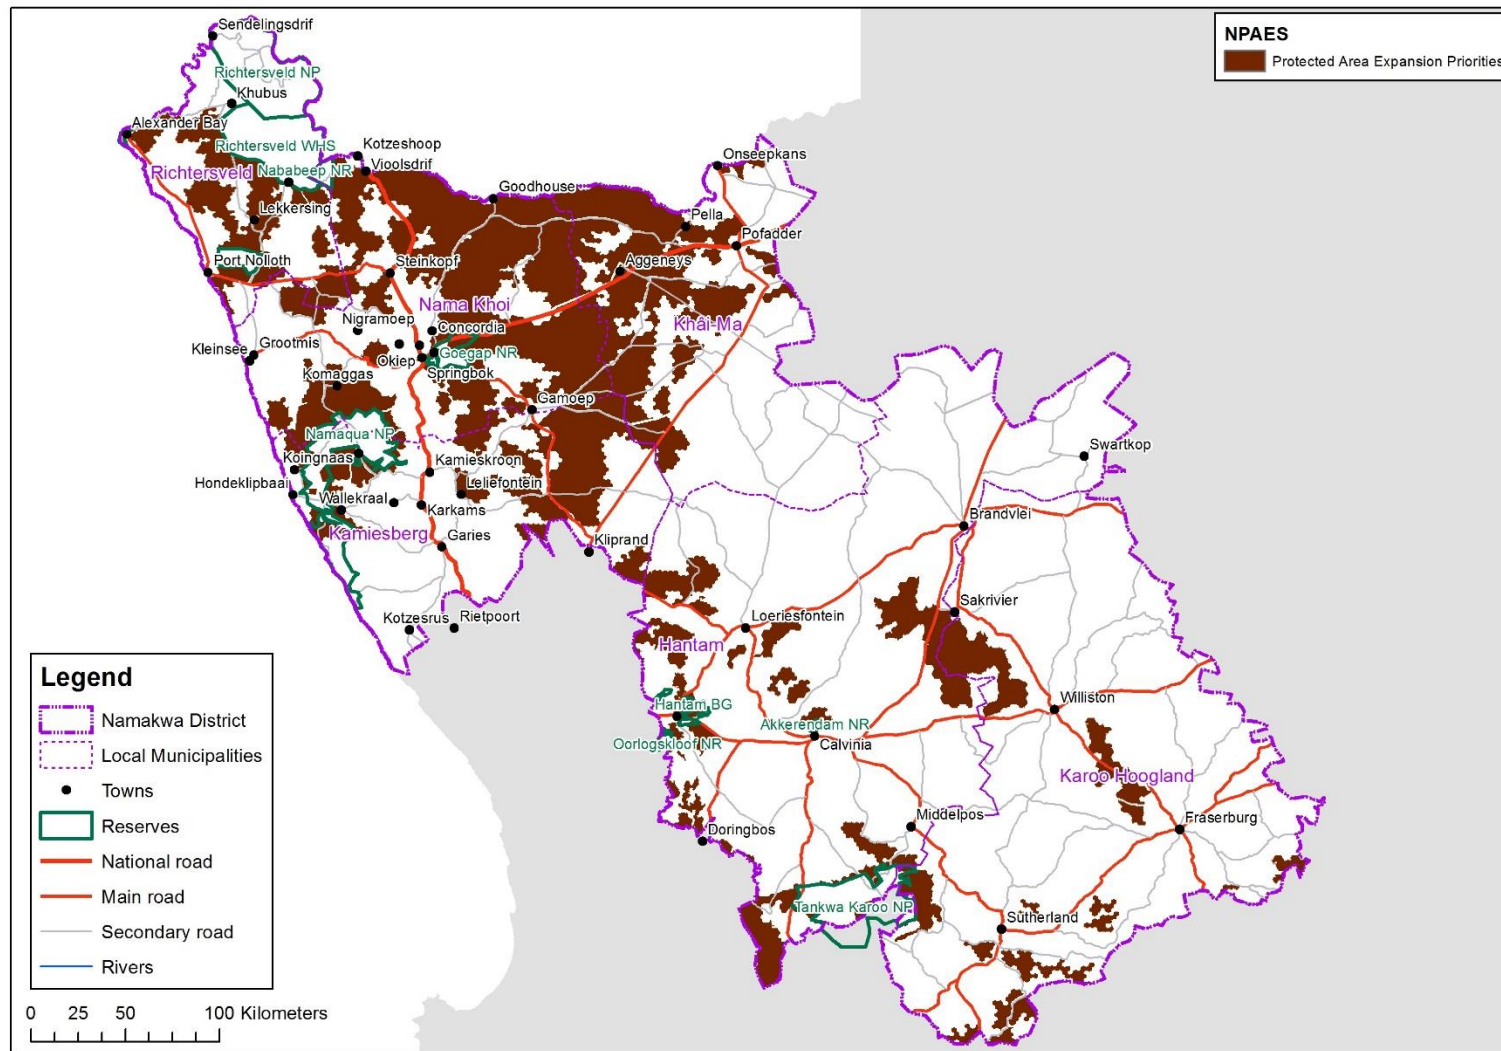 NPAES
Protected Area Expansion Priorities
Sendelingsdrif
Richtersveld NP
Khubus
Alexander Bay
Richtersveld WHS
Kotzeshoop
Vioolsdrif
Richtersveld
Nababeep NR
Goodhouse
Onseepkans
Lekkersing
Pella
Pofadder
Port Nolloth
Steinkopf
Aggeneys
Nama Khoi
Khâi-Ma
Nigramoep
Concordia
Kleinsee
Grootmis
Okiep
Goegap NR
Springbok
Komaggas
Gamoep
Namaqua NP
Koingnaas
Kamieskroon
Swartkop
Hondeklipbaai
Wallekraal
Leliefontein
Karkams
Brandvlei
Kamiesberg
Garies
Kliprand
Sakrivier
Kotzesrus
Rietpoort
Loeriesfontein
Hantam
Hantam BG
Williston
Akkerendam NR
Oorlogskloof NR
Calvinia
Karoo Hoogland
Middelpos
Doringbos
Fraserburg
Tankwa Karoo NP
Sutherland
Legend
Namakwa District
Local Municipalities
Towns
Reserves
National road
Main road
Secondary road
Rivers
0 25 50 100 Kilometers